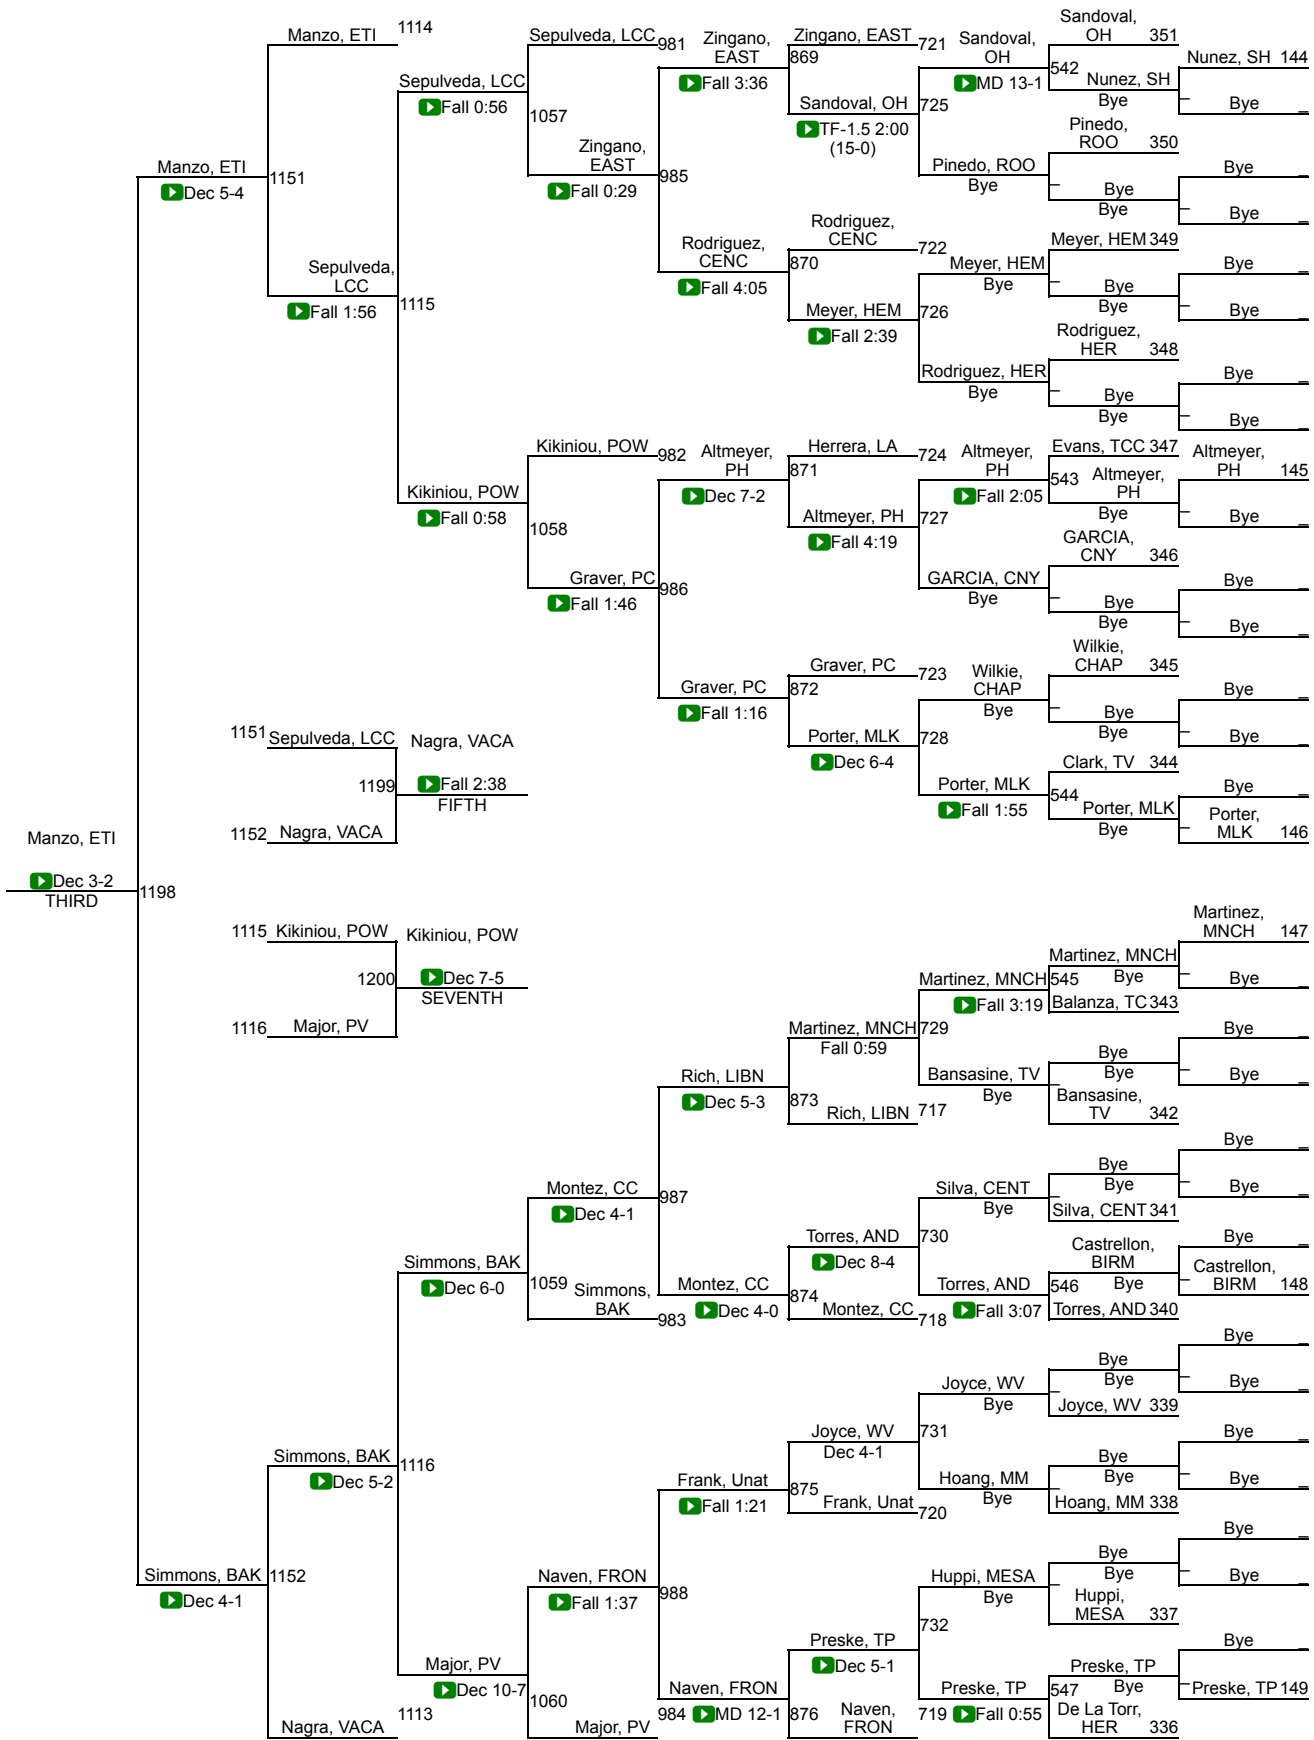 Manzo, ETI 1114
Sepulveda, LCC 981
Zingano,
EAST
Zingano, EAST 721
Sandoval,
OH
Sandoval,
OH 351
Nunez, SH 144
869
Sepulveda, LCC
Fall 3:36
MD 13-1
542 Nunez, SH
Fall 0:56
1057
Sandoval, OH 725
Bye
_ Bye _
TF-1.5 2:00
(15-0)
Pinedo,
ROO 350
Zingano,
EAST
Manzo, ETI
1151
985
Pinedo, ROO
Bye _
Dec 5-4
Fall 0:29
Bye
_ Bye
Bye
_ Bye _
Rodriguez,
CENC
Rodriguez,
CENC 722
Meyer, HEM 349
870
Meyer, HEM
Bye _
Sepulveda,
LCC
Fall 4:05
Bye
_ Bye
1115
Meyer, HEM 726
Bye
_ Bye _
Fall 1:56
Fall 2:39
Rodriguez,
HER 348
Rodriguez, HER
Bye _
Bye
_ Bye
Bye
_ Bye _
Kikiniou, POW 982
Altmeyer,
PH
Herrera, LA 724
Altmeyer,
PH
Evans, TCC 347
Altmeyer,
PH 145
871
543 Altmeyer,
PH
Kikiniou, POW
Dec 7-2
Fall 2:05
Fall 0:58
1058
Altmeyer, PH 727
Bye
_ Bye _
Fall 4:19
GARCIA,
CNY 346
Graver, PC 986
GARCIA, CNY
Bye _
Fall 1:46
Bye
_ Bye
Bye
_ Bye _
Graver, PC 723
Wilkie,
CHAP
Wilkie,
CHAP 345
Graver, PC
872
Bye _
Fall 1:16
Bye
_ Bye
1151 Sepulveda, LCC
Nagra, VACA
Porter, MLK 728
Bye
_ Bye _
Dec 6-4
Clark, TV 344
1199
Fall 2:38
Porter, MLK
544
Bye _
FIFTH
Fall 1:55
Porter, MLK
1152 Nagra, VACA
Bye
_ Porter,
MLK 146
Manzo, ETI
Dec 3-2
THIRD
1198
1115 Kikiniou, POW
Kikiniou, POW
Martinez,
MNCH 147
Martinez, MNCH
1200
Dec 7-5
Martinez, MNCH 545
Bye
_ Bye _
SEVENTH
Fall 3:19
Balanza, TC 343
1116 Major, PV
Martinez, MNCH 729
Bye _
Fall 0:59
Bye
Rich, LIBN
Bansasine, TV
_ Bye
_ Bye _
Dec 5-3
873
Bye
Bansasine,
TV 342
Rich, LIBN 717
Bye _
Bye
Montez, CC 987
Silva, CENT
_ Bye
_ Bye _
Dec 4-1
Bye
Silva, CENT 341
Torres, AND 730
Castrellon,
BIRM
Bye _
Simmons, BAK
Dec 8-4
Dec 6-0
1059 Simmons,
BAK 983
Montez, CC
874
Torres, AND
546 Bye
_ Castrellon,
BIRM 148
Dec 4-0
Montez, CC 718
Fall 3:07
Torres, AND 340
Bye _
Bye
Joyce, WV
_ Bye
_ Bye _
Bye
Joyce, WV 339
Joyce, WV 731
Bye _
Dec 4-1
Simmons, BAK 1116
Bye
Dec 5-2
Frank, Unat
875
Hoang, MM
_ Bye
_ Bye _
Fall 1:21
Frank, Unat 720
Bye
Hoang, MM 338
Bye _
Bye
Simmons, BAK 1152
Naven, FRON 988
Huppi, MESA
_ Bye
_ Bye _
Dec 4-1
Fall 1:37
Bye
Huppi,
MESA 337
732
Preske, TP
Bye _
Dec 5-1
Major, PV
Preske, TP
Dec 10-7
1060
Naven, FRON
Preske, TP
547 Bye
_ Preske, TP 149
Nagra, VACA 1113
Major, PV 984
MD 12-1
876 Naven,
FRON 719
Fall 0:55
De La Torr,
HER 336